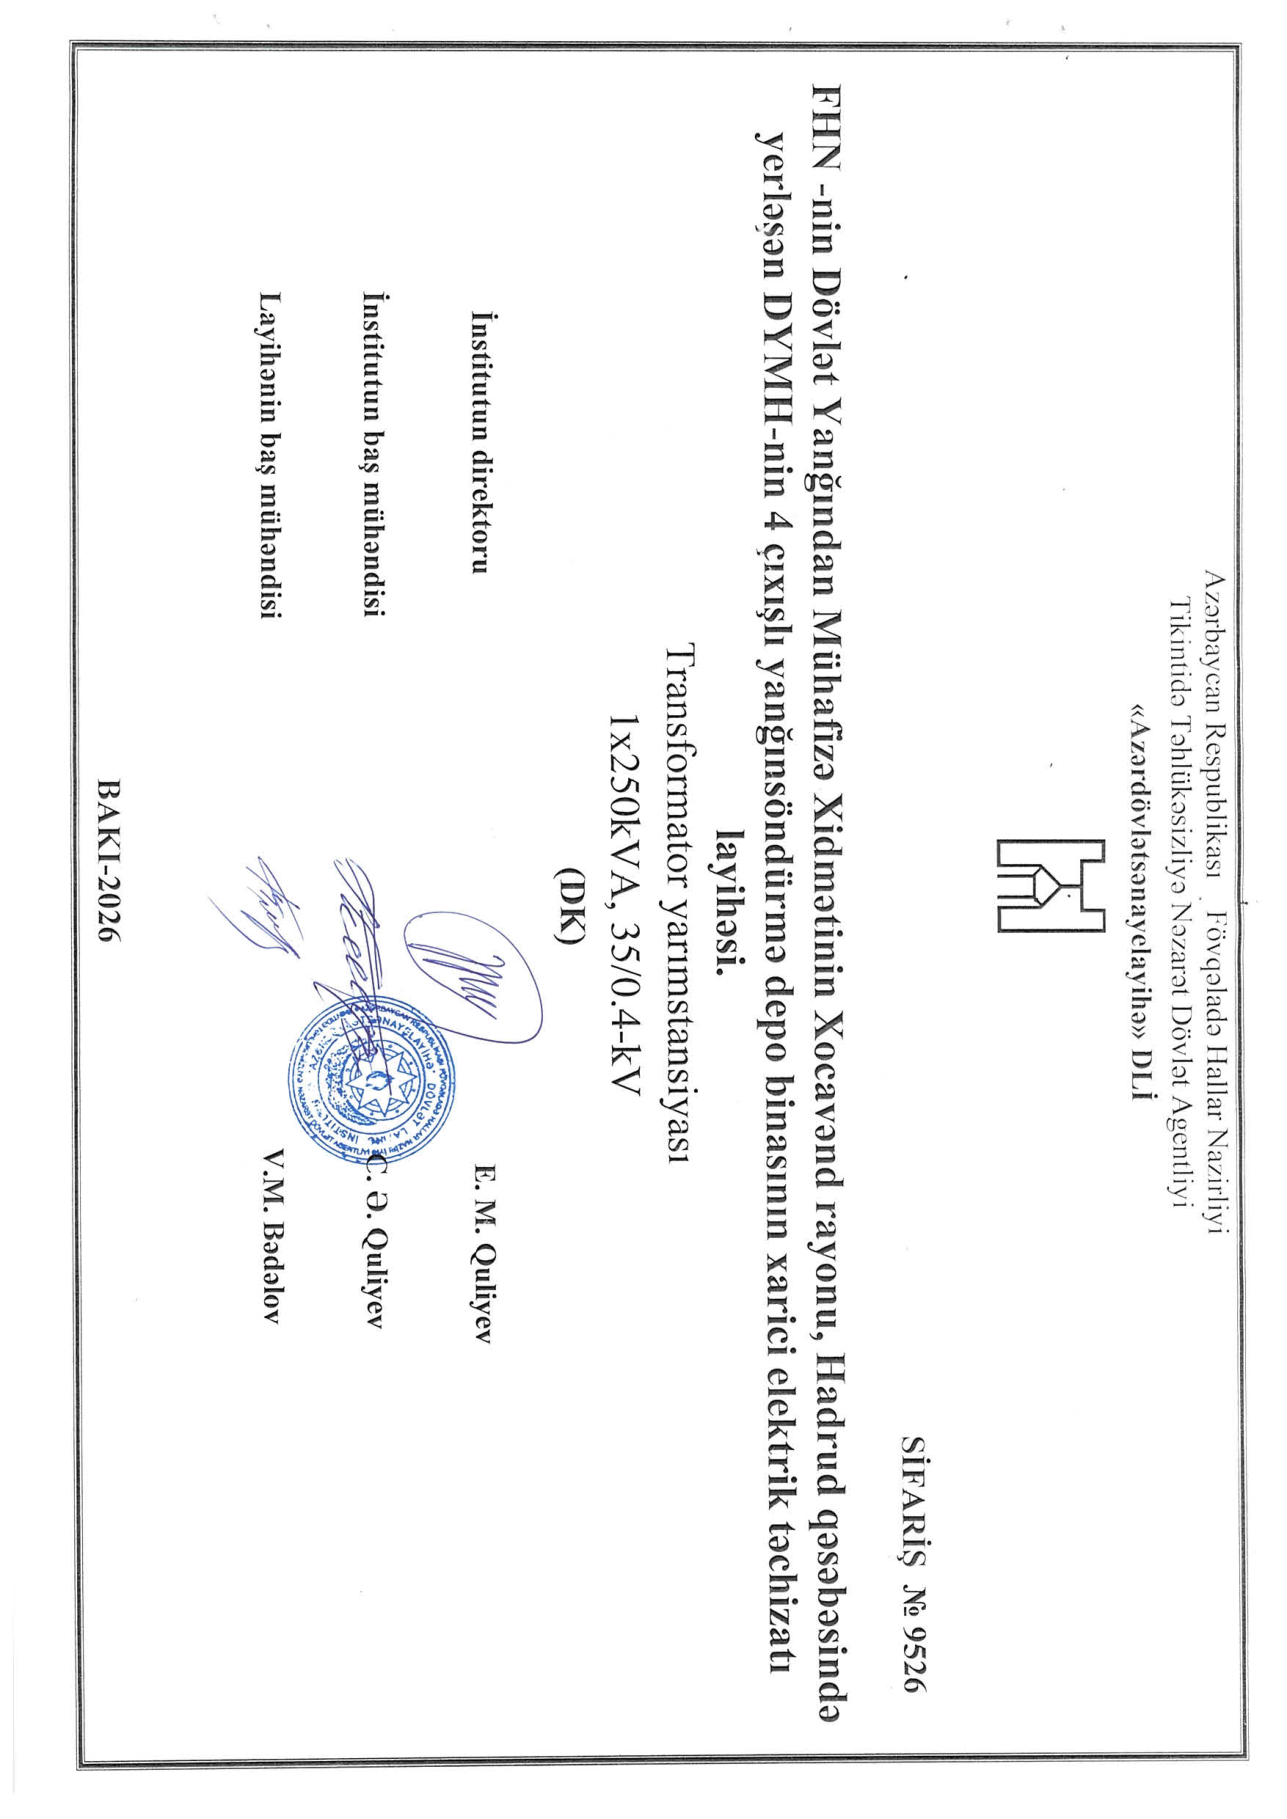 Azərbaycan Respublikası Fövqəladə Hallar Nazirliyi
Tikintidə Təhlükəsizliyə Nəzarət Dövlət Agentliyi
«Azərdövlətsənayelayihə» DLİ
SİFARİŞ № 9526
FHN -nin Dövlət Yanğından Mühafizə Xidmətinin Xocavənd rayonu, Hadrud qəsəbəsində
yerləşən DYMH-nin 4 çıxışlı yanğınsöndürmə depo binasının xarici elektrik təchizatı
layihəsi.
Transformator yarımstansiyası
1x250kVA, 35/0.4-kV
(DK)
İnstitutun direktoru E. M. Quliyev
İnstitutun baş mühəndisi C. Ə. Quliyev
Layihənin baş mühəndisi V.M. Bədəlov
BAKI-2026